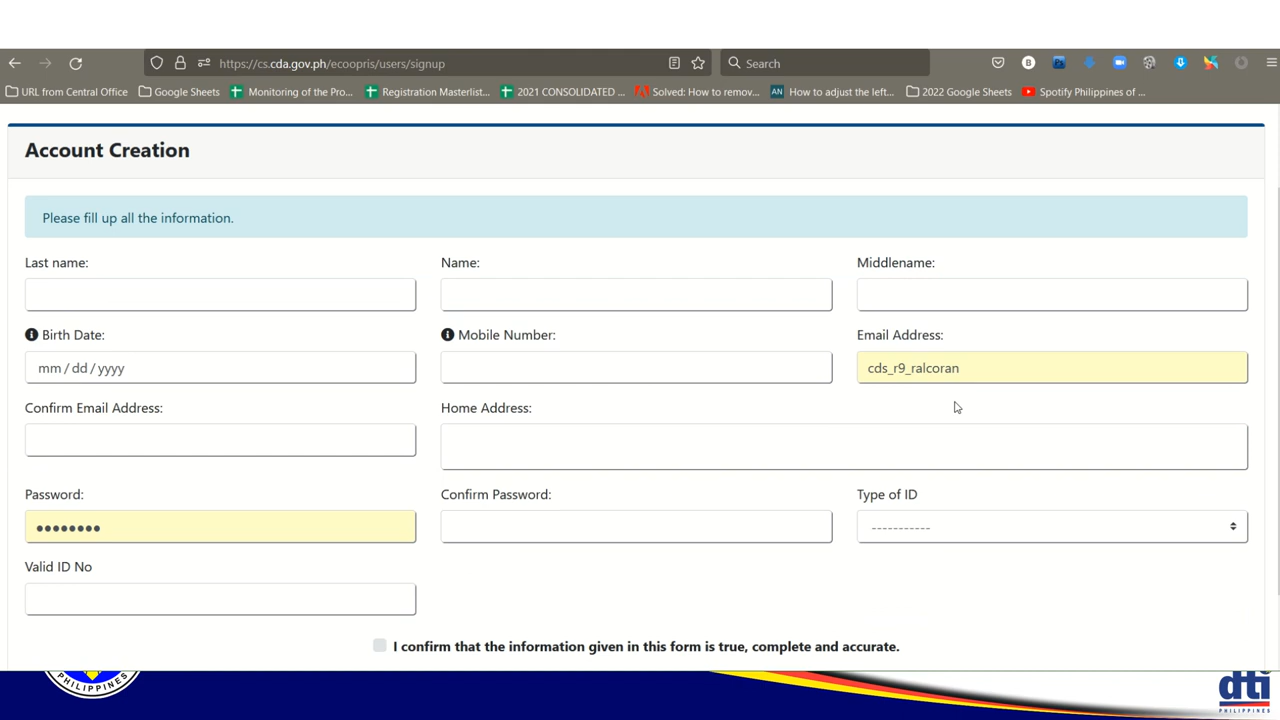 https://cs.cda.gov.ph/ecoopris/users/signup
Search
URL from Central Office
Google Sheets
Monitoring of the Pro...
Registration Masterlist...
2021 CONSOLIDATED ...
Solved: How to remov...
AN
How to adjust the left...
2022 Google Sheets
Spotify Philippines of ...
Account Creation
Please fill up all the information.
Last name:
Name:
Middlename:
Birth Date:
Mobile Number:
Email Address:
mm / dd / yyyy
cds_r9_ralcoran
Confirm Email Address:
Home Address:
Password:
Confirm Password:
Type of ID
●●●●●●●●
-----------
Valid ID No
I confirm that the information given in this form is true, complete and accurate.
PHILIPPINES
dti
PHILIPPINES